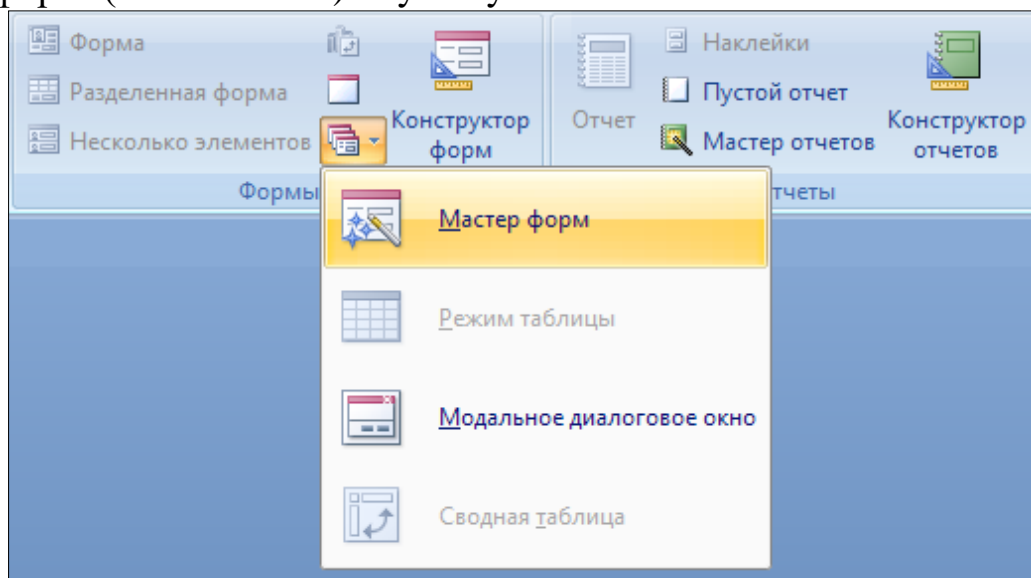 Форма
Разделенная форма
Несколько элементов
Конструктор
форм
Формы
Отчет
Наклейки
Пустой отчет
Мастер отчетов
Конструктор
отчетов
тчеты
Мастер форм
Режим таблицы
Модальное диалоговое окно
Сводная таблица